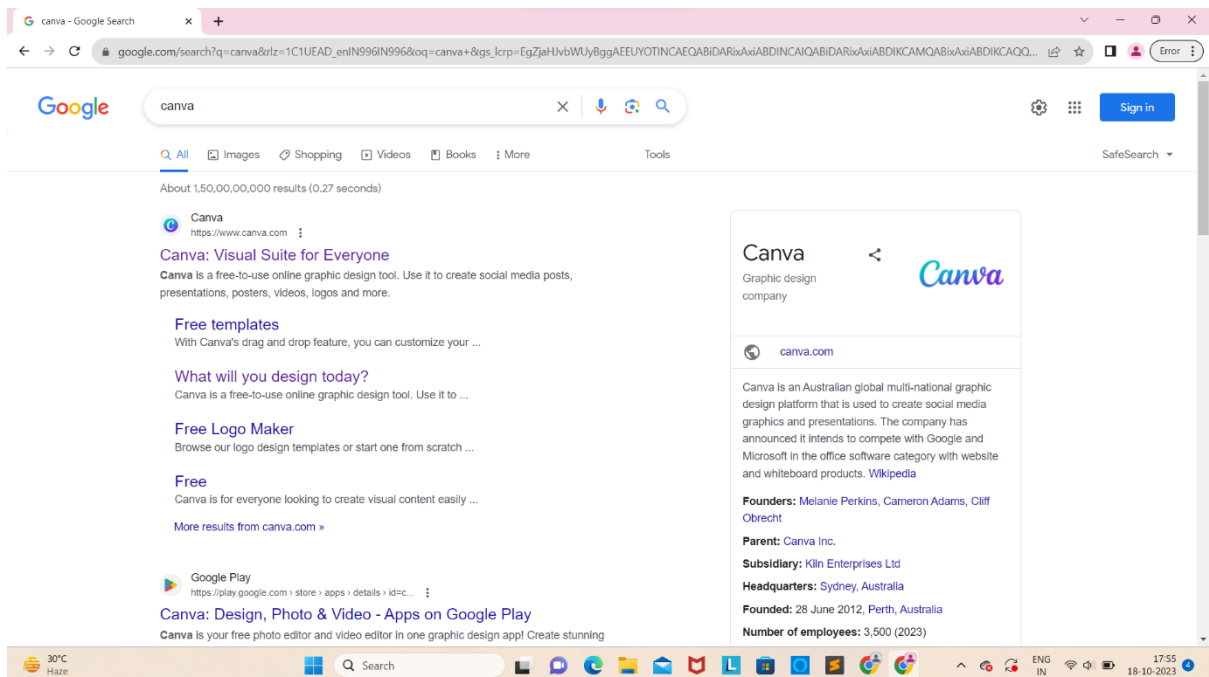 canva - Google Search
google.com/search?q=canva&rlz=1C1UEAD_enIN996IN996&oq=canva+&gs_lcrp=EgZjaHJvbWUyBggAEEUYOTINCAEQABiDARixAxiABDINCAIQABiDARixAxiABDIKCAMQABixAxiABDIKCAQQ...
Error
Google
canva
Sign in
All Images Shopping Videos Books More Tools SafeSearch
About 1,50,00,00,000 results (0.27 seconds)
Canva
https://www.canva.com
Canva: Visual Suite for Everyone
Canva is a free-to-use online graphic design tool. Use it to create social media posts,
presentations, posters, videos, logos and more.
Free templates
With Canva's drag and drop feature, you can customize your ...
What will you design today?
Canva is a free-to-use online graphic design tool. Use it to ...
Free Logo Maker
Browse our logo design templates or start one from scratch ...
Free
Canva is for everyone looking to create visual content easily ...
More results from canva.com »
Google Play
https://play.google.com › store › apps › details › id=c...
Canva: Design, Photo & Video - Apps on Google Play
Canva is your free photo editor and video editor in one graphic design app! Create stunning
Canva
Graphic design
company
Canva
canva.com
Canva is an Australian global multi-national graphic
design platform that is used to create social media
graphics and presentations. The company has
announced it intends to compete with Google and
Microsoft in the office software category with website
and whiteboard products. Wikipedia
Founders: Melanie Perkins, Cameron Adams, Cliff
Obrecht
Parent: Canva Inc.
Subsidiary: Kiln Enterprises Ltd
Headquarters: Sydney, Australia
Founded: 28 June 2012, Perth, Australia
Number of employees: 3,500 (2023)
30°C
Haze
Search
L
S
ENG
IN
17:55
18-10-2023
4